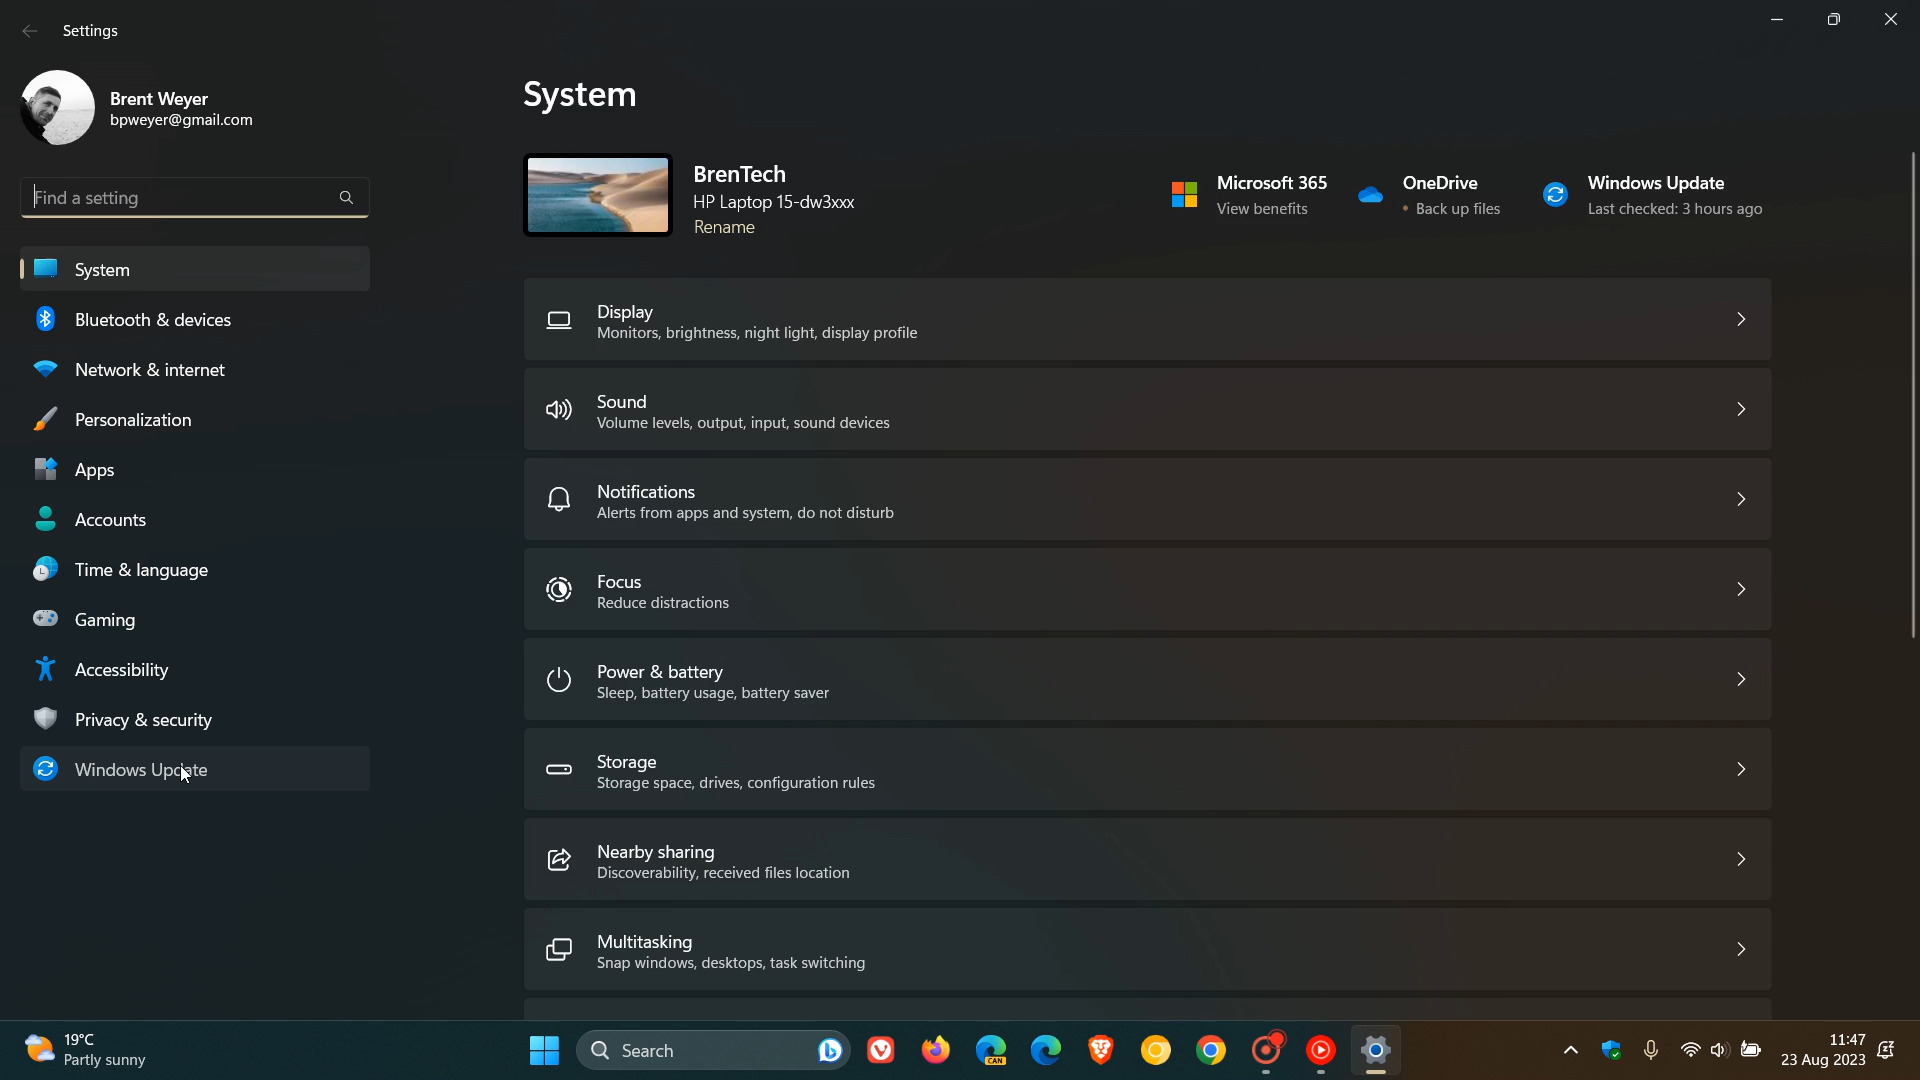 Settings
Brent Weyer
bpweyer@gmail.com
Find a setting
System
Bluetooth & devices
Network & internet
Personalization
Apps
Accounts
Time & language
Gaming
Accessibility
Privacy & security
Windows Update
System
BrenTech
HP Laptop 15-dw3xxx
Rename
Microsoft 365
View benefits
OneDrive
• Back up files
Windows Update
Last checked: 3 hours ago
Display
Monitors, brightness, night light, display profile
Sound
Volume levels, output, input, sound devices
Notifications
Alerts from apps and system, do not disturb
Focus
Reduce distractions
Power & battery
Sleep, battery usage, battery saver
Storage
Storage space, drives, configuration rules
Nearby sharing
Discoverability, received files location
Multitasking
Snap windows, desktops, task switching
19°C
Partly sunny
Search
CAN
11:47
23 Aug 2023